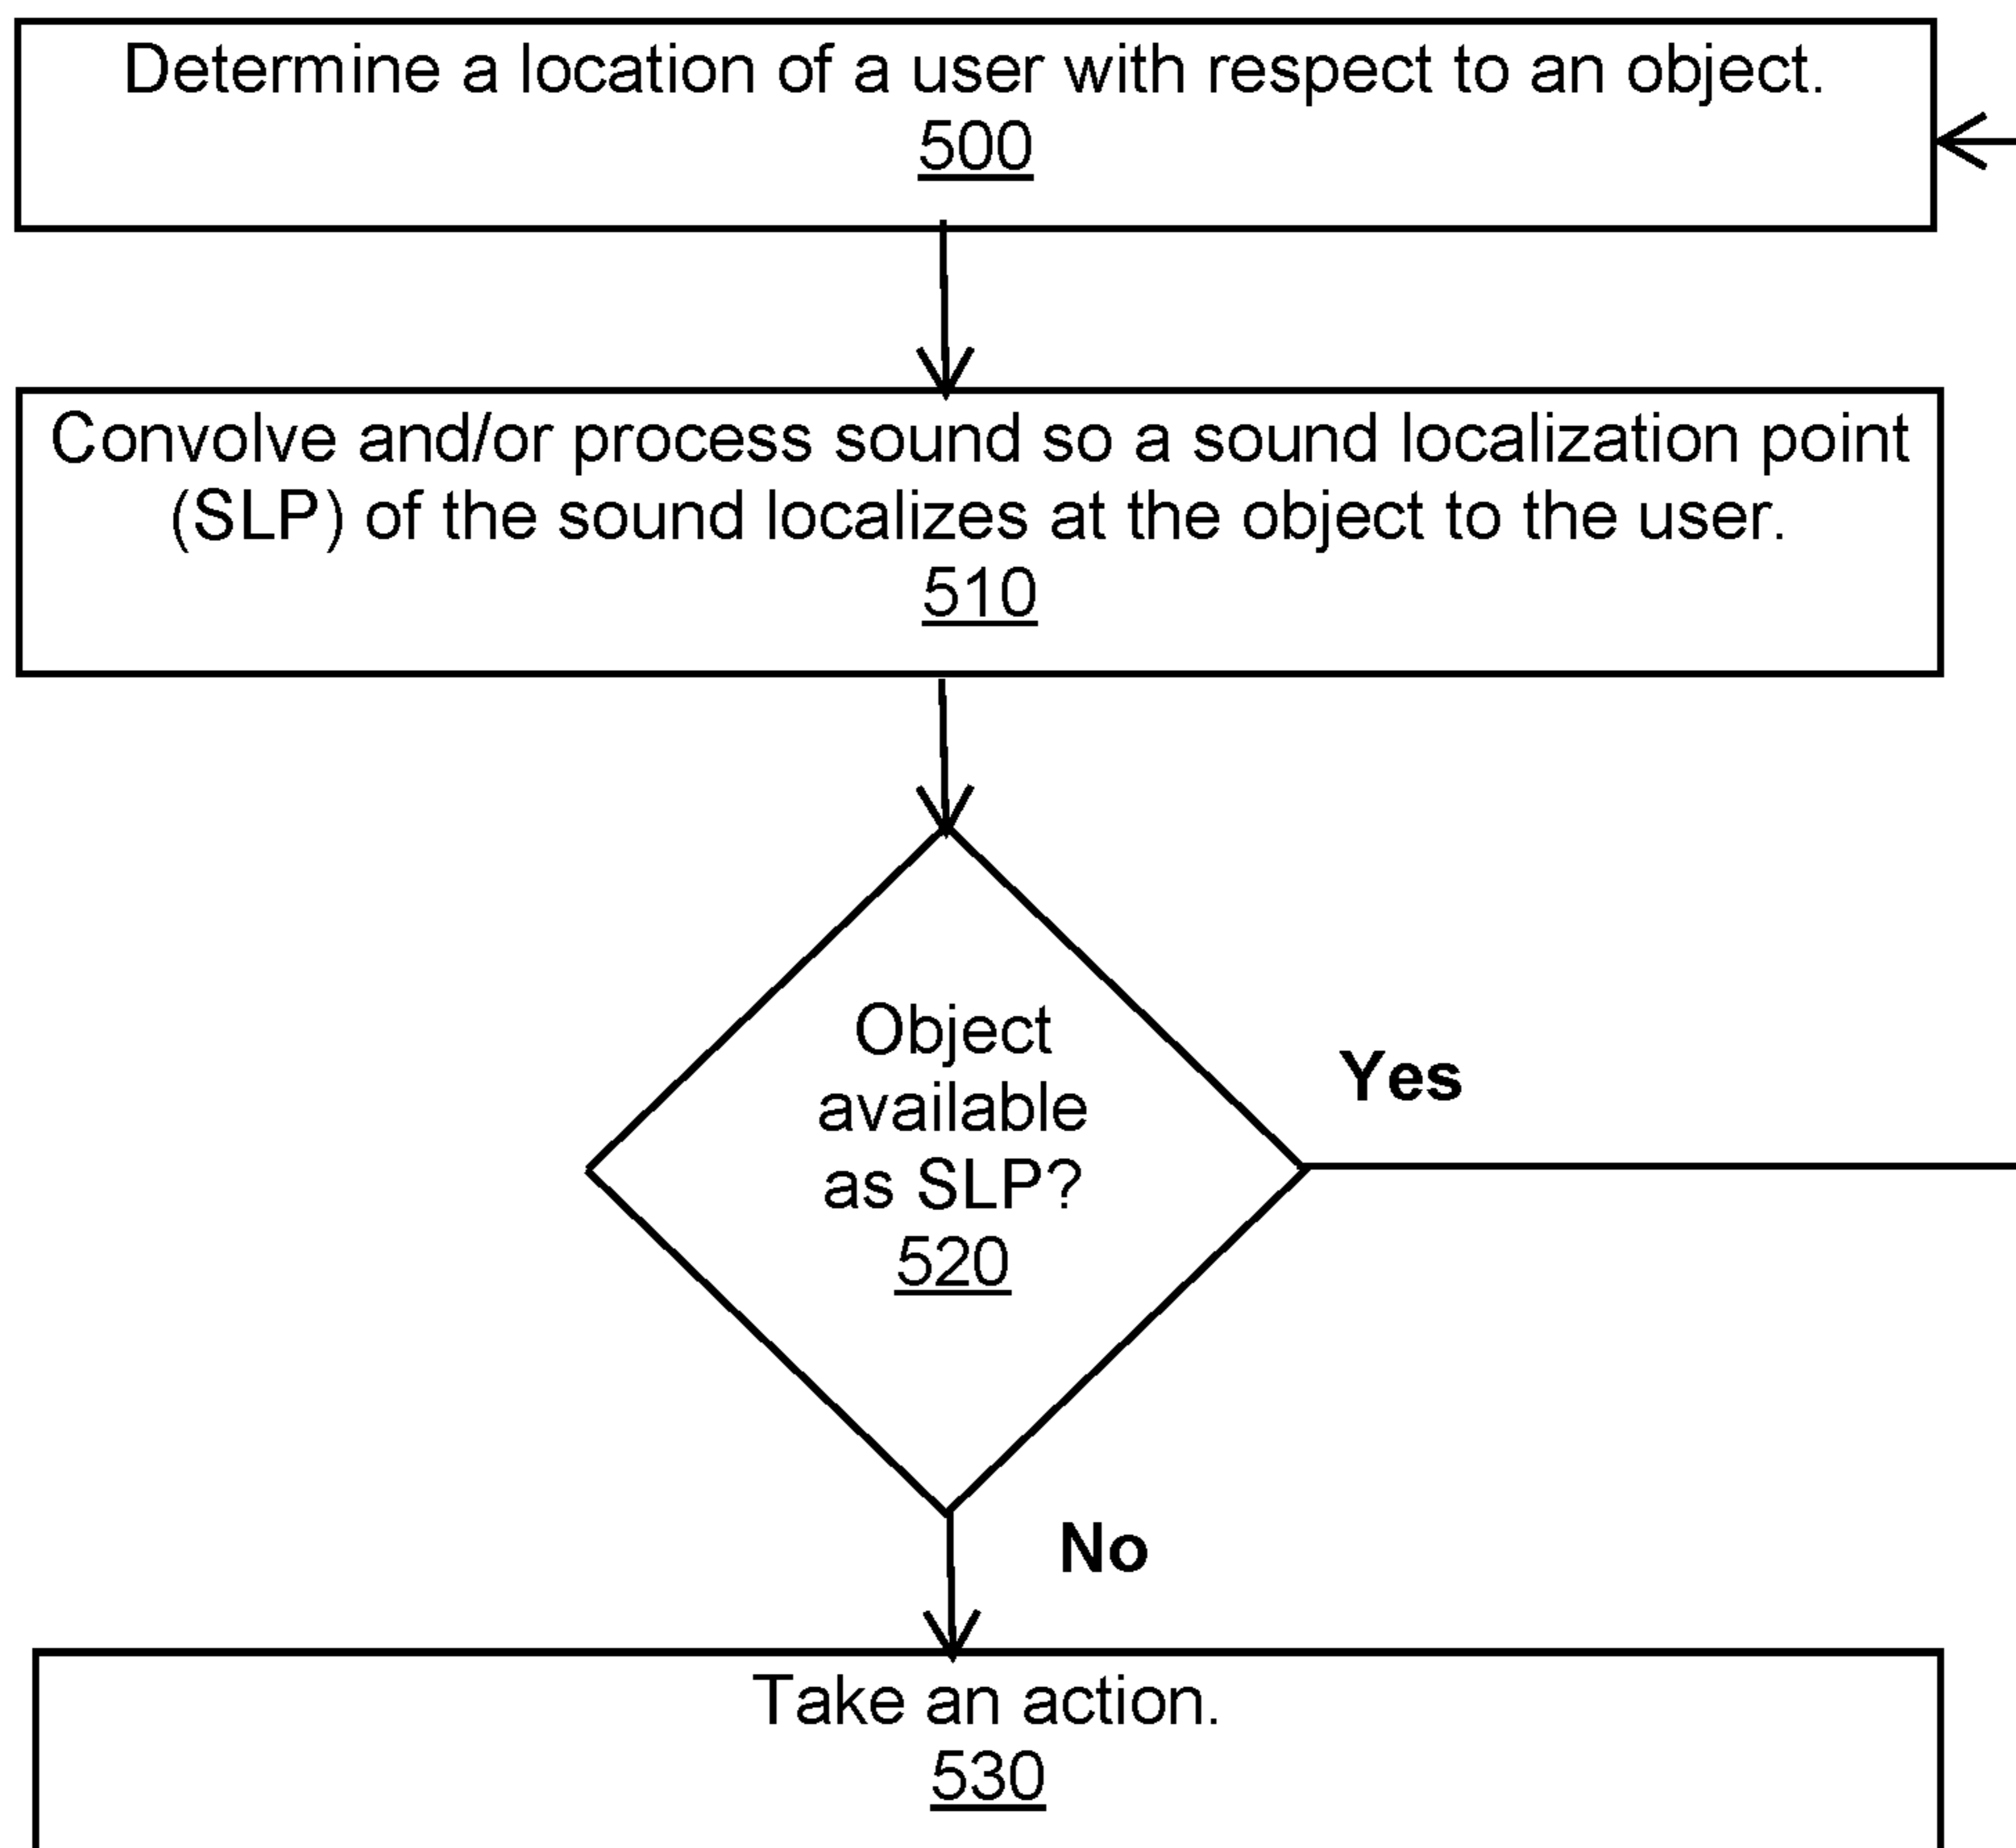 Determine a location of a user with respect to an object.
500
Convolve and/or process sound so a sound localization point
(SLP) of the sound localizes at the object to the user.
510
Object
available
as SLP?
520
Yes
No
Take an action.
530